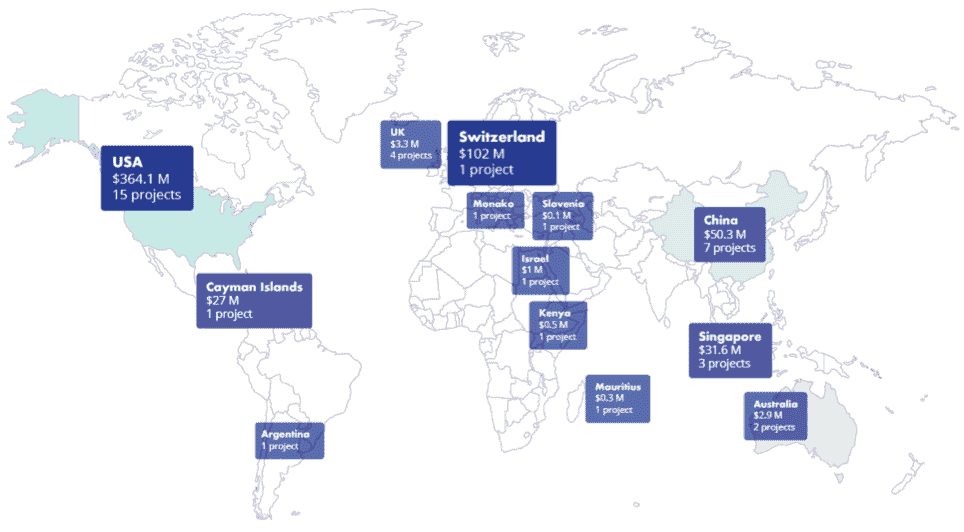 UK
$3.3 M
4 projects
Switzerland
$102 M
1 project
USA
$364.1 M
15 projects
Monako
1 project
Slovenia
$0.1 M
1 project
China
$50.3 M
7 projects
Israel
$1 M
1 project
Cayman Islands
$27 M
1 project
Kenya
$0.5 M
1 project
Singapore
$31.6 M
3 projects
Mauritius
$0.3 M
1 project
Australia
$2.9 M
2 projects
Argentina
1 project